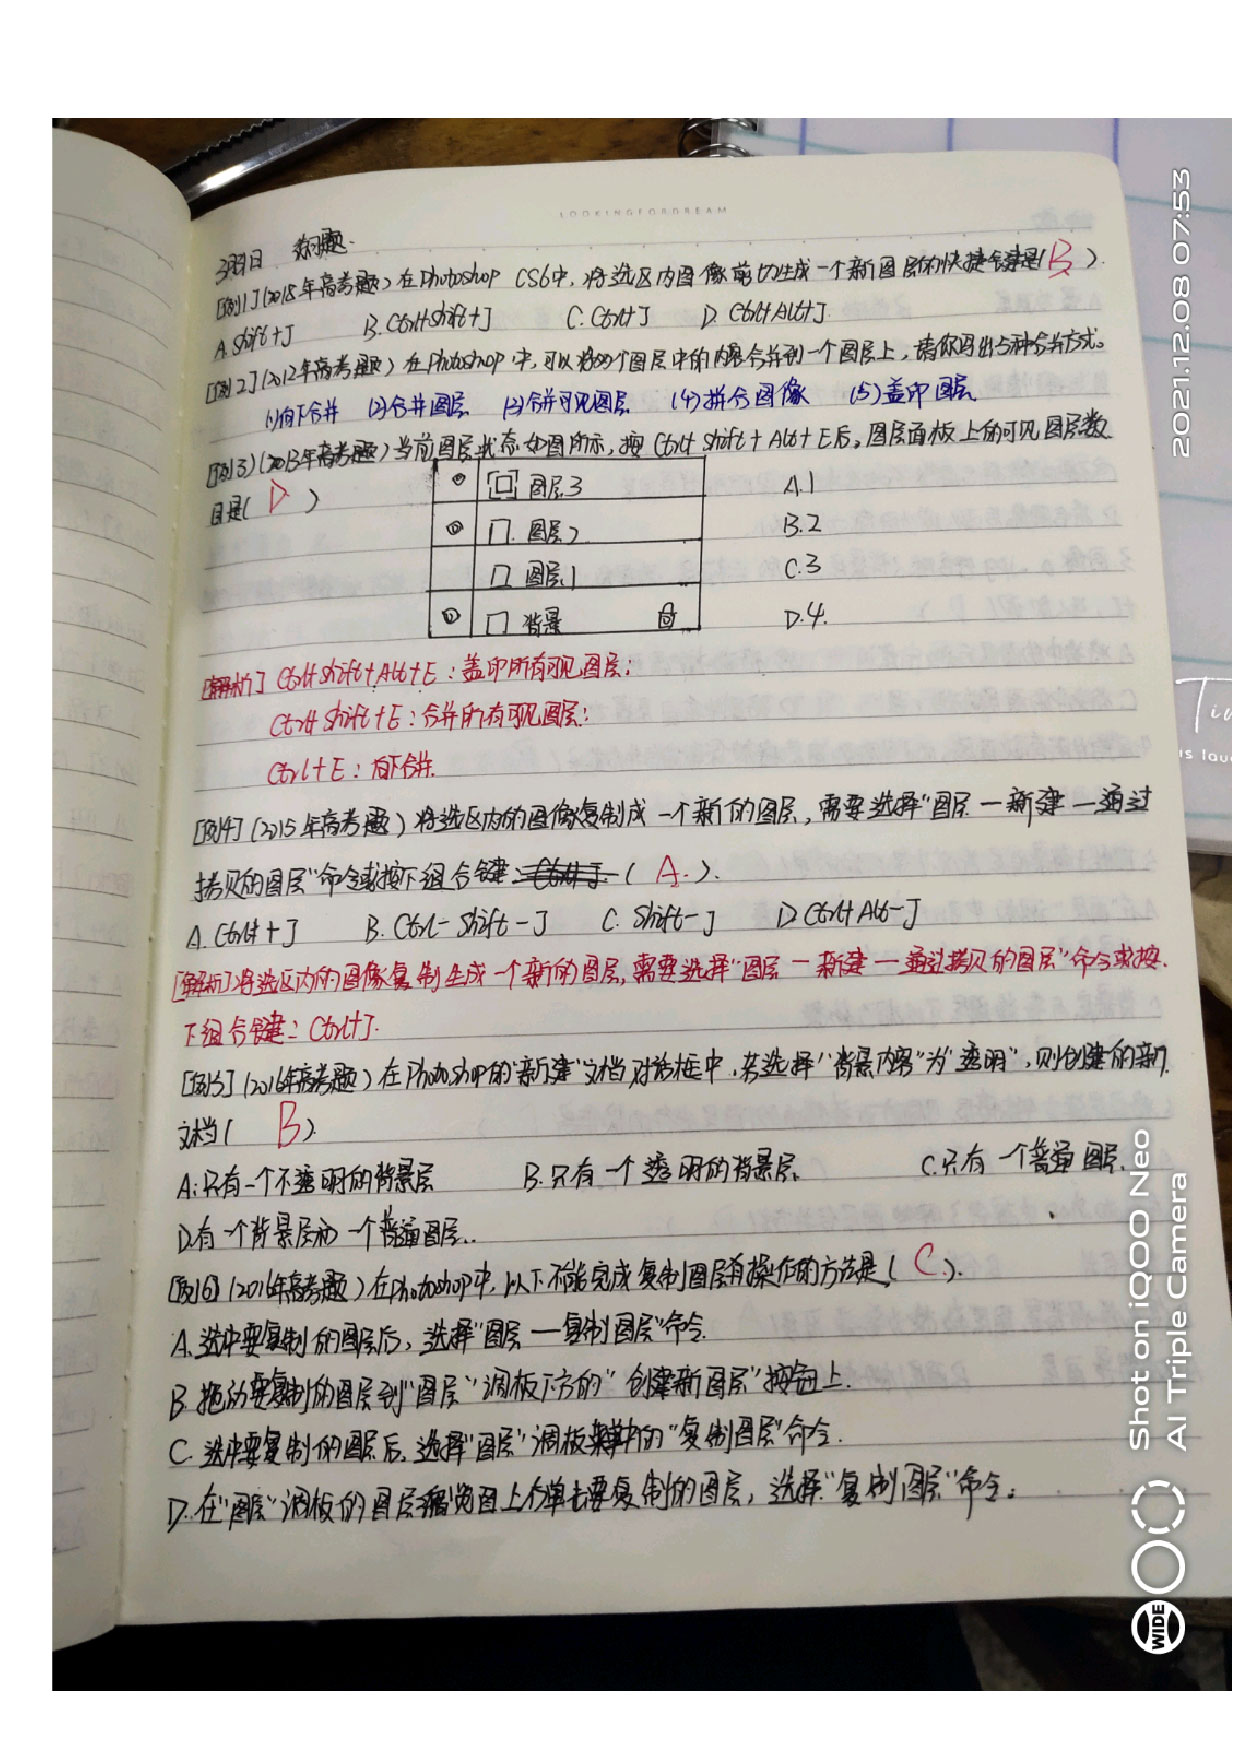 LOOKINGFORDREAM
例题.
[例1](2015年高考题)在Photoshop CS6中,将选区内图像剪切生成一个新图层的快捷键是(B).
A.Shift+J B.Ctrl+Shift+J C.Ctrl+J D.Ctrl+Alt+J.
[例2](2012年高考题)在Photoshop中,可以将两个图层中的内容合并到一个图层上,请你写出5种合并方式。
(1)向下合并 (2)合并图层 (3)合并可见图层 (4)拼合图像 (5)盖印图层
[例3](2013年高考题)当前图层状态如图所示,按Ctrl+Shift+Alt+E后,图层面板上的可见图层数
目是(D)
图层3 A.1
图层2 B.2
图层1 C.3
背景 D.4.
[解析]Ctrl+Shift+Alt+E:盖印所有可见图层;
Ctrl+Shift+E:合并所有可见图层;
Ctrl+E:向下合并.
[例4](2015年高考题)将选区内的图像复制成一个新的图层,需要选择"图层—新建—通过
拷贝的图层"命令或按下组合键:(A.).
A.Ctrl+J B.Ctrl-Shift-J C.Shift-J D.Ctrl+Alt-J
[解析]将选区内的图像复制生成一个新的图层,需要选择"图层—新建—通过拷贝的图层"命令或按
下组合键:Ctrl+J.
[例5](2016年高考题)在Photoshop的"新建"文档对话框中,若选择"背景内容"为"透明",则创建的新
文档(B)
A:只有一个不透明的背景层 B.只有一个透明的背景层. C.只有一个普通图层.
D.有一个背景层和一个普通图层..
[例6](2016年高考题)在Photoshop中,以下不能完成复制图层操作的方法是(C).
A.选中要复制的图层后,选择"图层—复制图层"命令.
B.拖动要复制的图层到"图层"调板下方的"创建新图层"按钮上.
C.选中要复制的图层后,选择"图层"调板菜单中的"复制图层"命令.
D.在"图层"调板的图层缩览图上右单击要复制的图层,选择"复制图层"命令.
2021.12.08 07:53
Shot on iQOO Neo
AI Triple Camera
WIDE